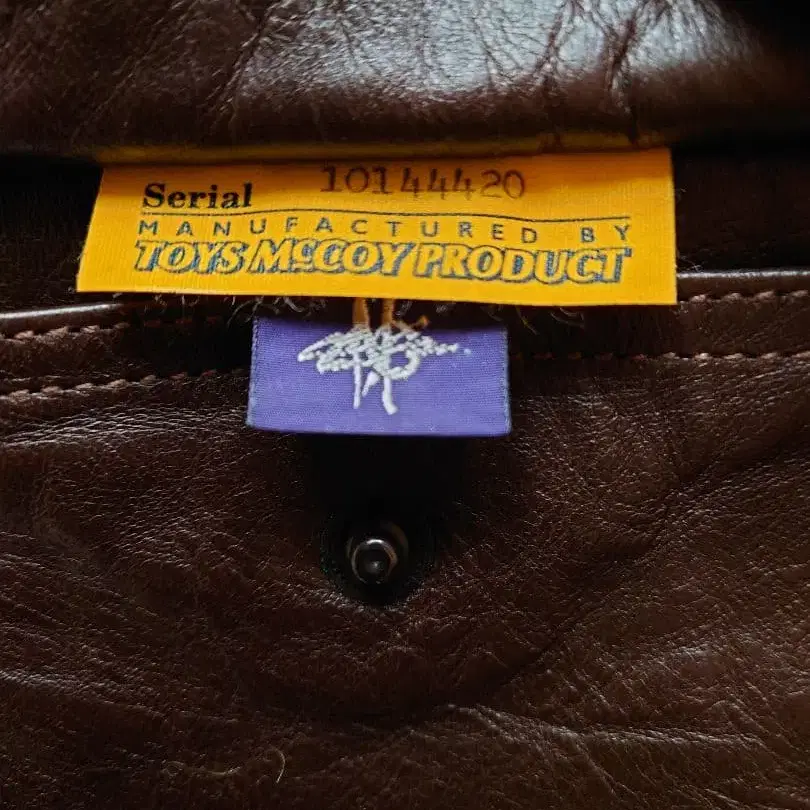 Serial 10144420
MANUFACTURED BY
TOYS McCOY PRODUCT